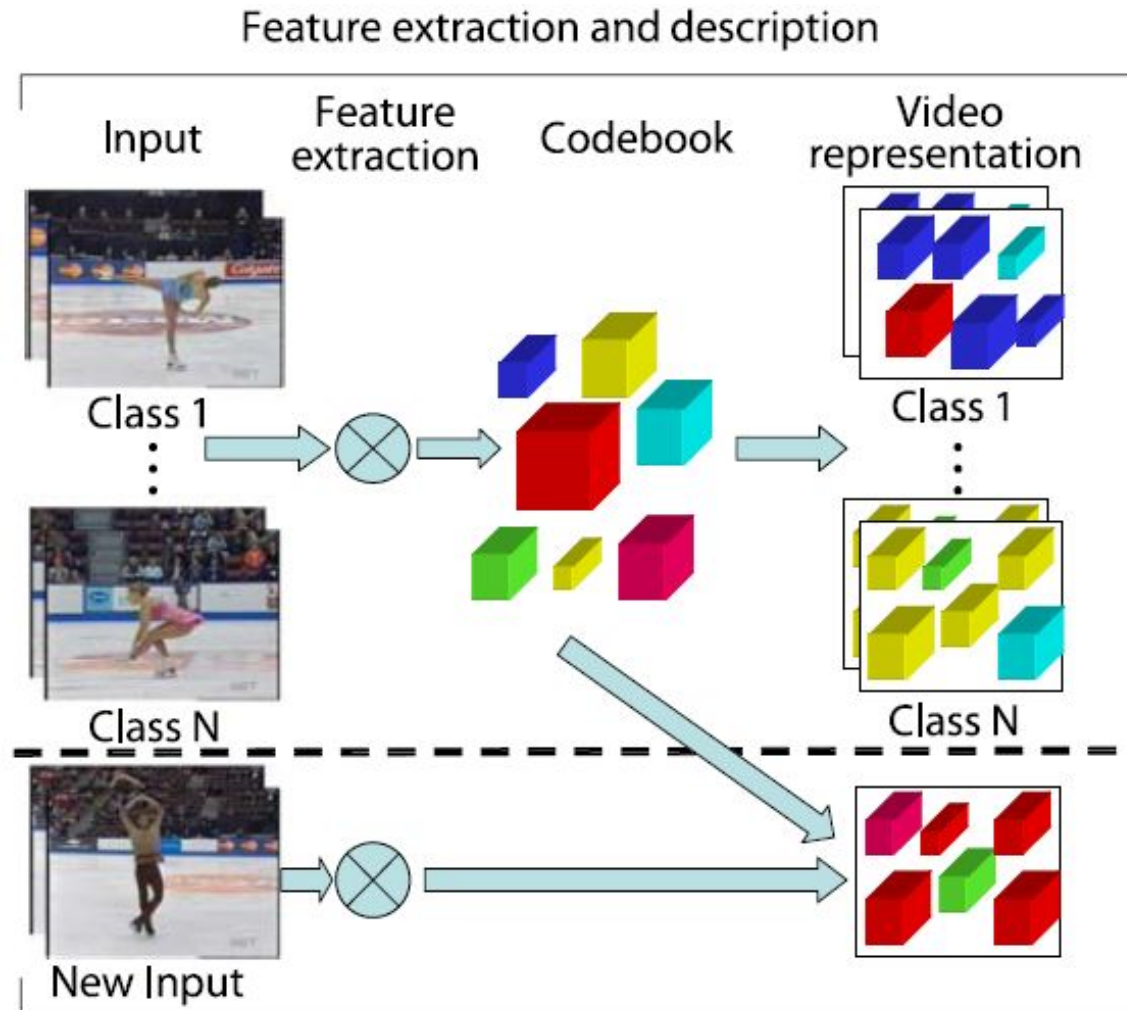 Feature extraction and description
Input
Feature
extraction
Codebook
Video
representation
Class 1
Class 1
Class N
Class N
New Input